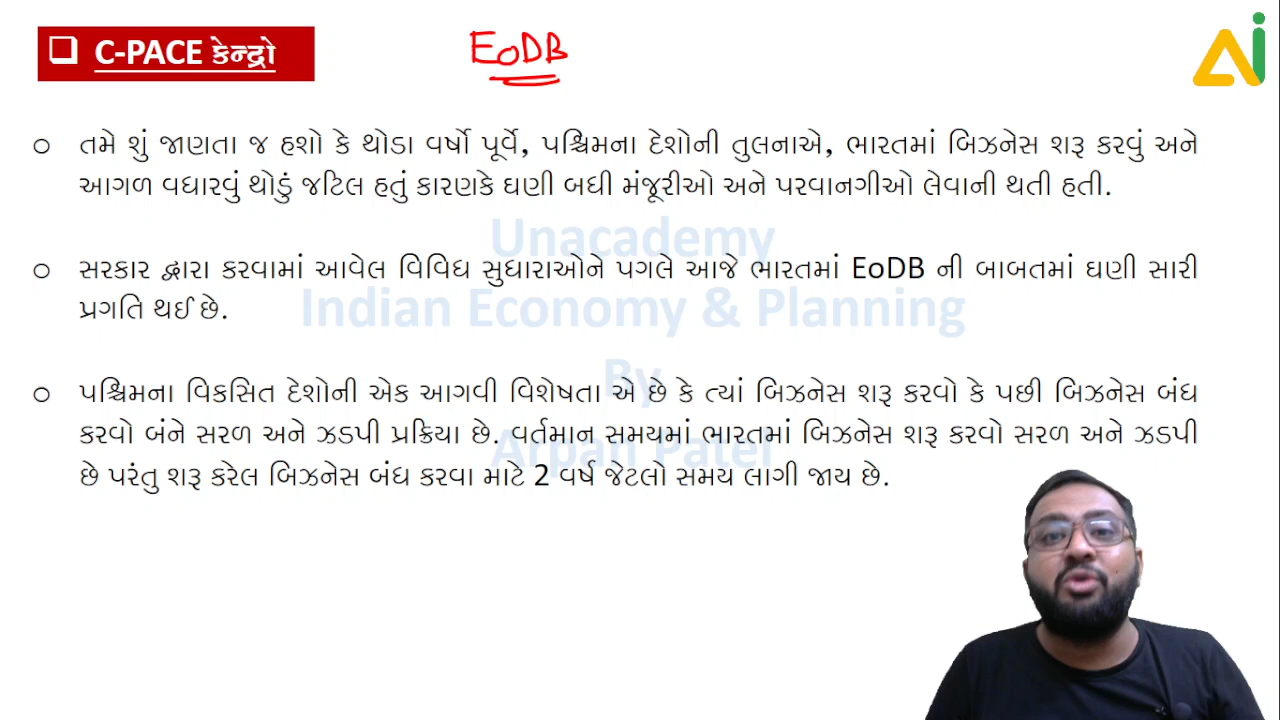 C-PACE કેન્દ્રો
EoDB
તમે શું જાણતા જ હશો કે થોડા વર્ષો પૂર્વે, પશ્ચિમના દેશોની તુલનાએ, ભારતમાં બિઝનેસ શરૂ કરવું અને
આગળ વધારવું થોડું જટિલ હતું કારણકે ઘણી બધી મંજૂરીઓ અને પરવાનગીઓ લેવાની થતી હતી.
Unacademy
સરકાર દ્વારા કરવામાં આવેલ વિવિધ સુધારાઓને પગલે આજે ભારતમાં EoDB ની બાબતમાં ઘણી સારી
પ્રગતિ થઈ છે.
Indian Economy & Planning
By
પશ્ચિમના વિકસિત દેશોની એક આગવી વિશેષતા એ છે કે ત્યાં બિઝનેસ શરૂ કરવો કે પછી બિઝનેસ બંધ
કરવો બંને સરળ અને ઝડપી પ્રક્રિયા છે. વર્તમાન સમયમાં ભારતમાં બિઝનેસ શરૂ કરવો સરળ અને ઝડપી
Arpan Patel
છે પરંતુ શરૂ કરેલ બિઝનેસ બંધ કરવા માટે 2 વર્ષ જેટલો સમય લાગી જાય છે.